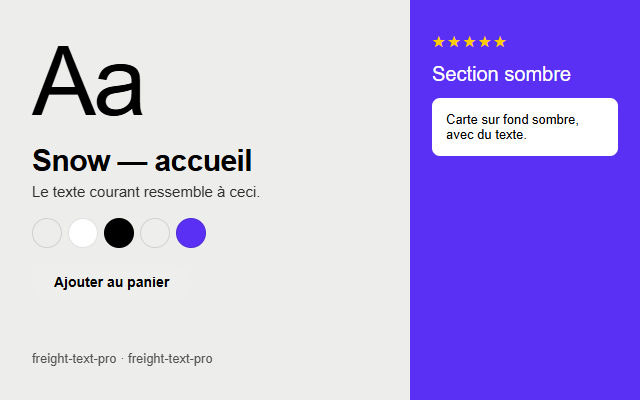 Aa
Snow — accueil
Le texte courant ressemble à ceci.
Ajouter au panier
freight-text-pro · freight-text-pro
Section sombre
Carte sur fond sombre,
avec du texte.